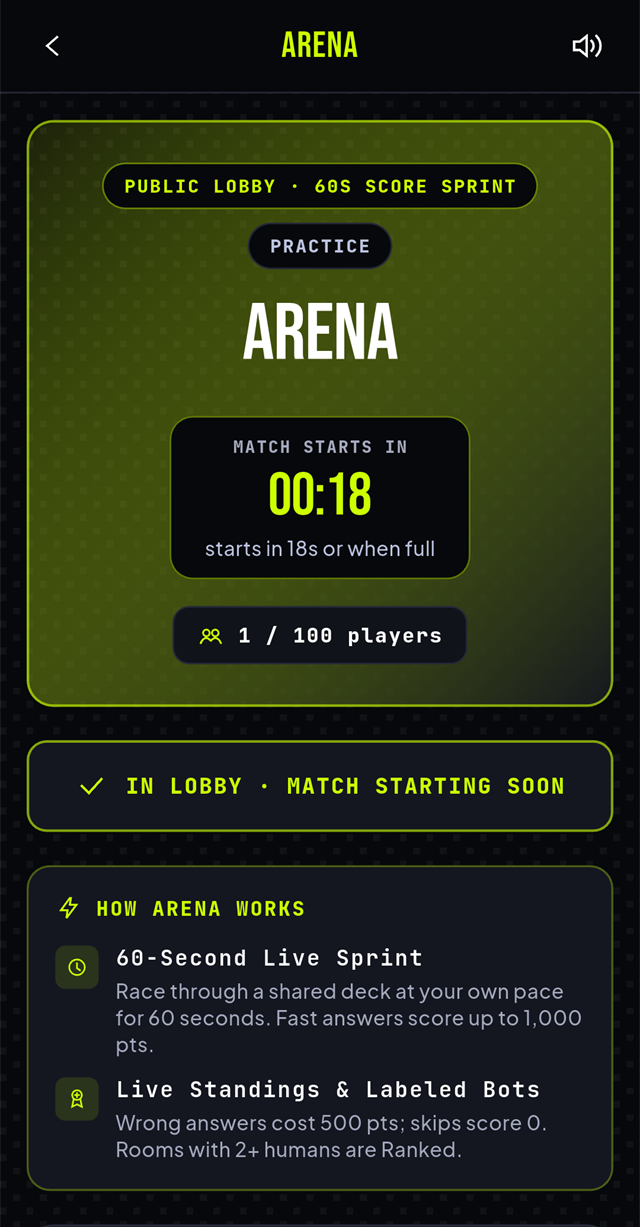 ARENA
PUBLIC LOBBY · 60S SCORE SPRINT
PRACTICE
ARENA
MATCH STARTS IN
00:18
starts in 18s or when full
1 / 100 players
IN LOBBY · MATCH STARTING SOON
HOW ARENA WORKS
60-Second Live Sprint
Race through a shared deck at your own pace
for 60 seconds. Fast answers score up to 1,000
pts.
Live Standings & Labeled Bots
Wrong answers cost 500 pts; skips score 0.
Rooms with 2+ humans are Ranked.